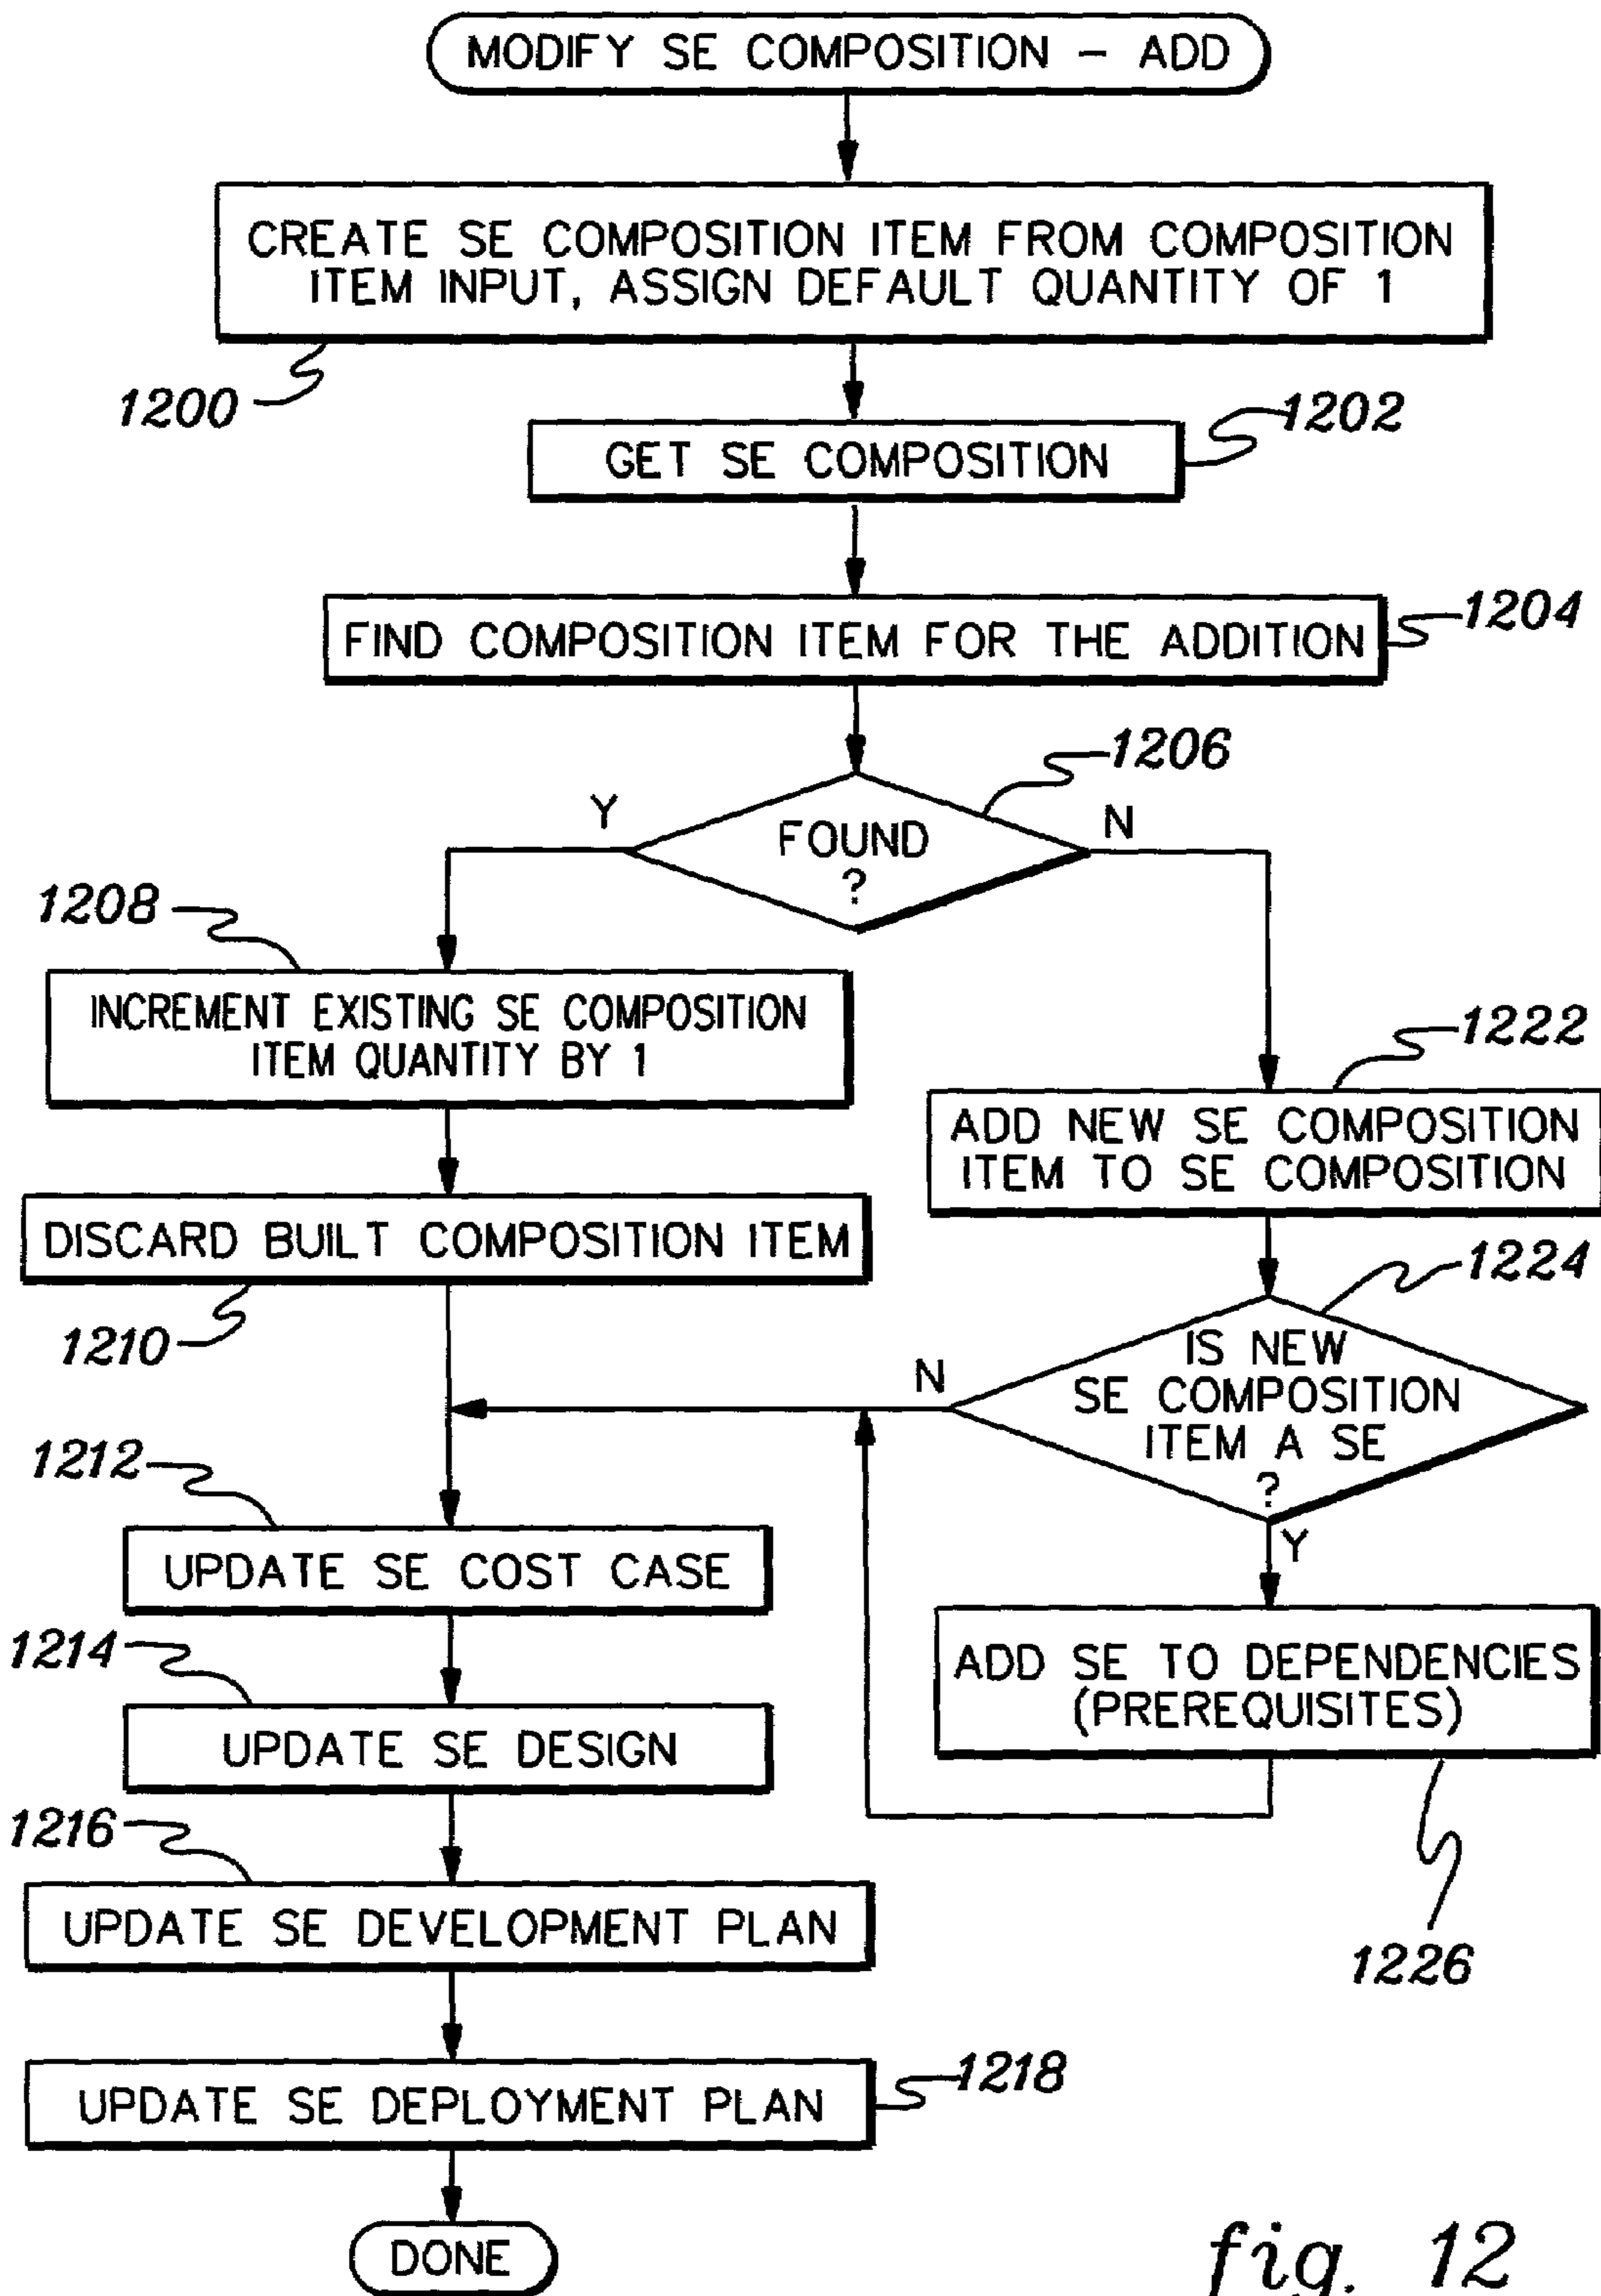 MODIFY SE COMPOSITION - ADD
CREATE SE COMPOSITION ITEM FROM COMPOSITION
ITEM INPUT, ASSIGN DEFAULT QUANTITY OF 1
1200
1202
GET SE COMPOSITION
1204
FIND COMPOSITION ITEM FOR THE ADDITION
1206
Y
FOUND
?
N
1208
INCREMENT EXISTING SE COMPOSITION
ITEM QUANTITY BY 1
1222
ADD NEW SE COMPOSITION
ITEM TO SE COMPOSITION
DISCARD BUILT COMPOSITION ITEM
1210
1224
IS NEW
SE COMPOSITION
ITEM A SE
?
N
Y
1212
UPDATE SE COST CASE
ADD SE TO DEPENDENCIES
(PREREQUISITES)
1226
1214
UPDATE SE DESIGN
1216
UPDATE SE DEVELOPMENT PLAN
1218
UPDATE SE DEPLOYMENT PLAN
DONE
fig. 12